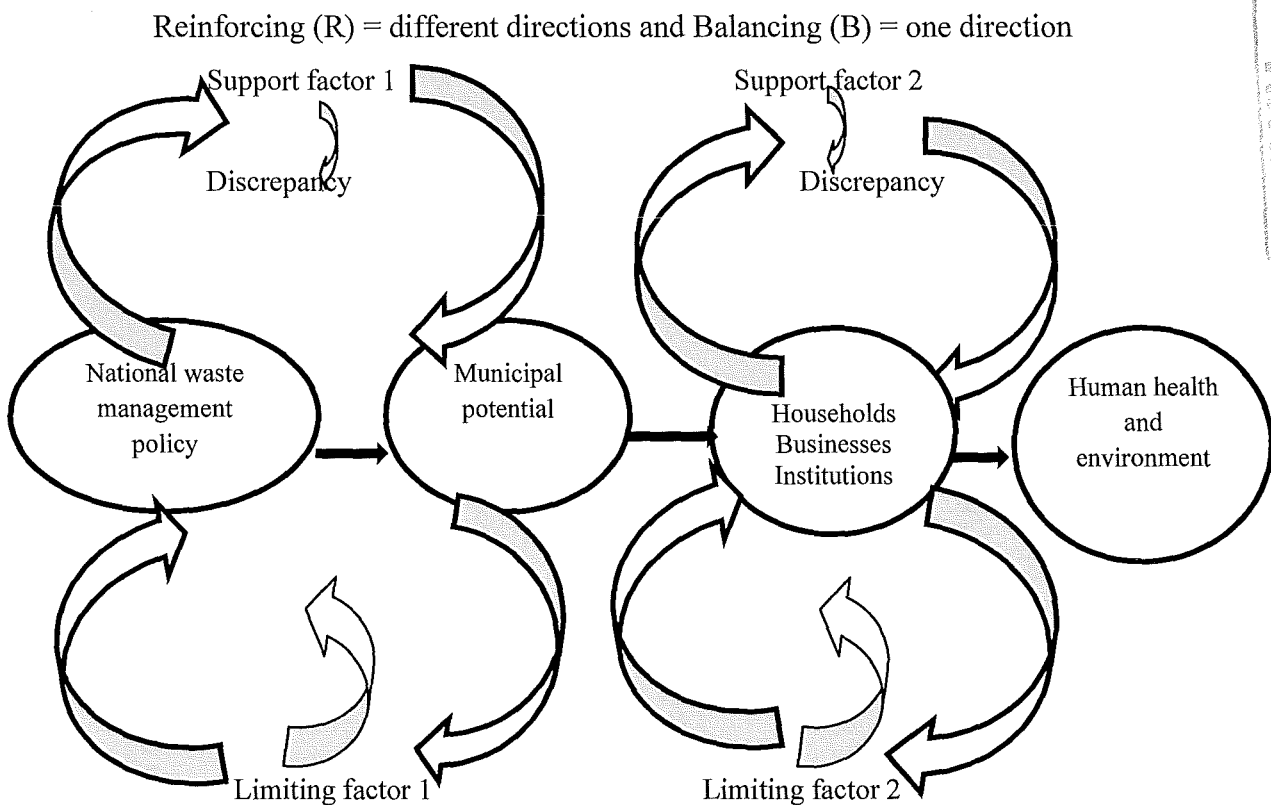 Reinforcing (R) = different directions and Balancing (B) = one direction
Support factor 1
Support factor 2
Discrepancy
Discrepancy
National waste
management
policy
Municipal
potential
Households
Businesses
Institutions
Human health
and
environment
Limiting factor 1
Limiting factor 2